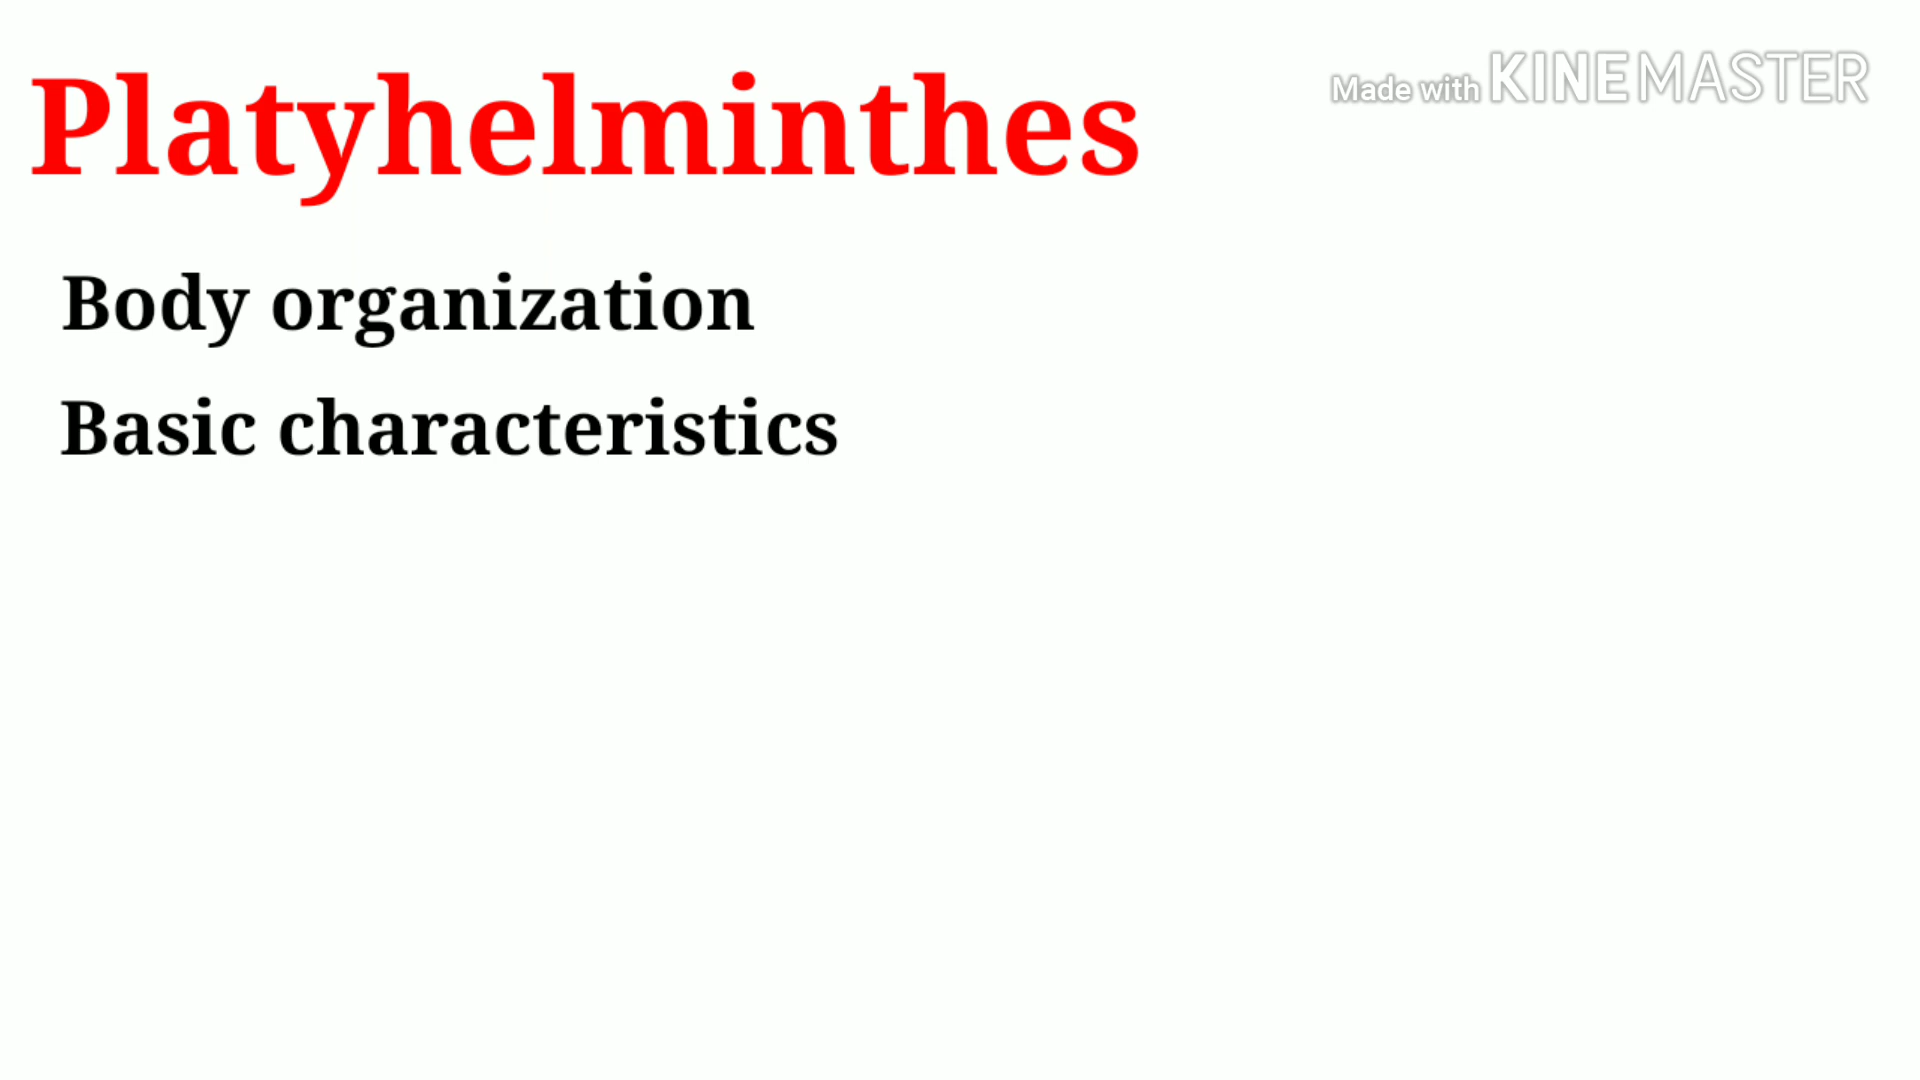 Platyhelminthes
Made with KINEMASTER
Body organization
Basic characteristics